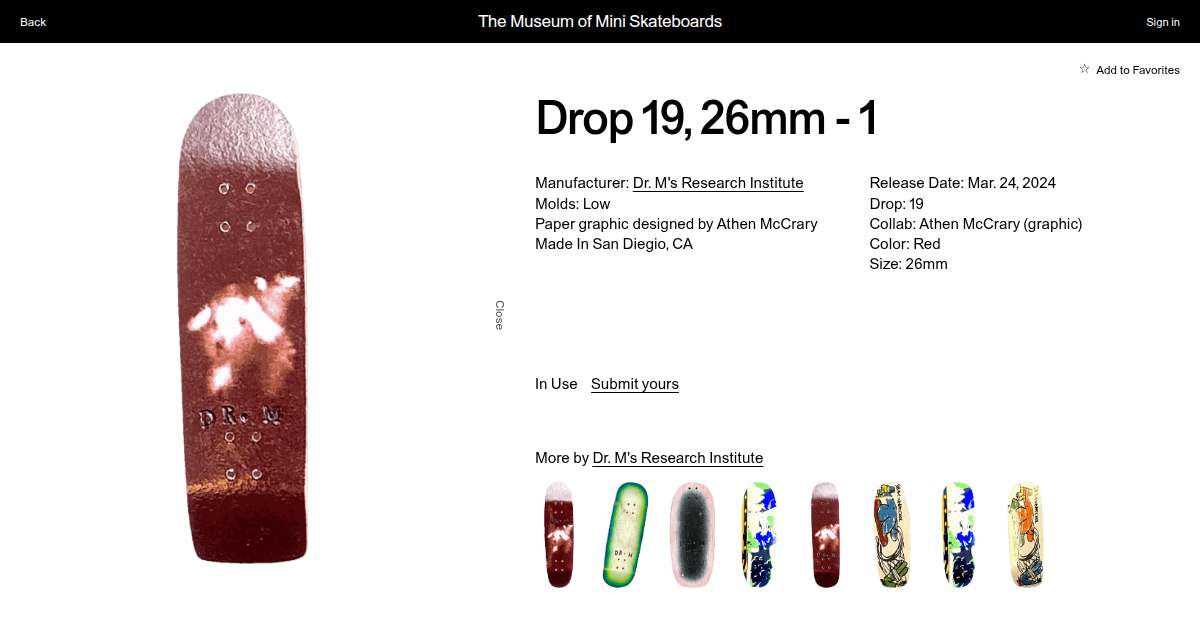 Back
The Museum of Mini Skateboards
Sign in
☆ Add to Favorites
Drop 19, 26mm - 1
Manufacturer: Dr. M's Research Institute
Molds: Low
Paper graphic designed by Athen McCrary
Made In San Diegio, CA
Release Date: Mar. 24, 2024
Drop: 19
Collab: Athen McCrary (graphic)
Color: Red
Size: 26mm
Close
DR. M
In Use Submit yours
More by Dr. M's Research Institute
DR. M